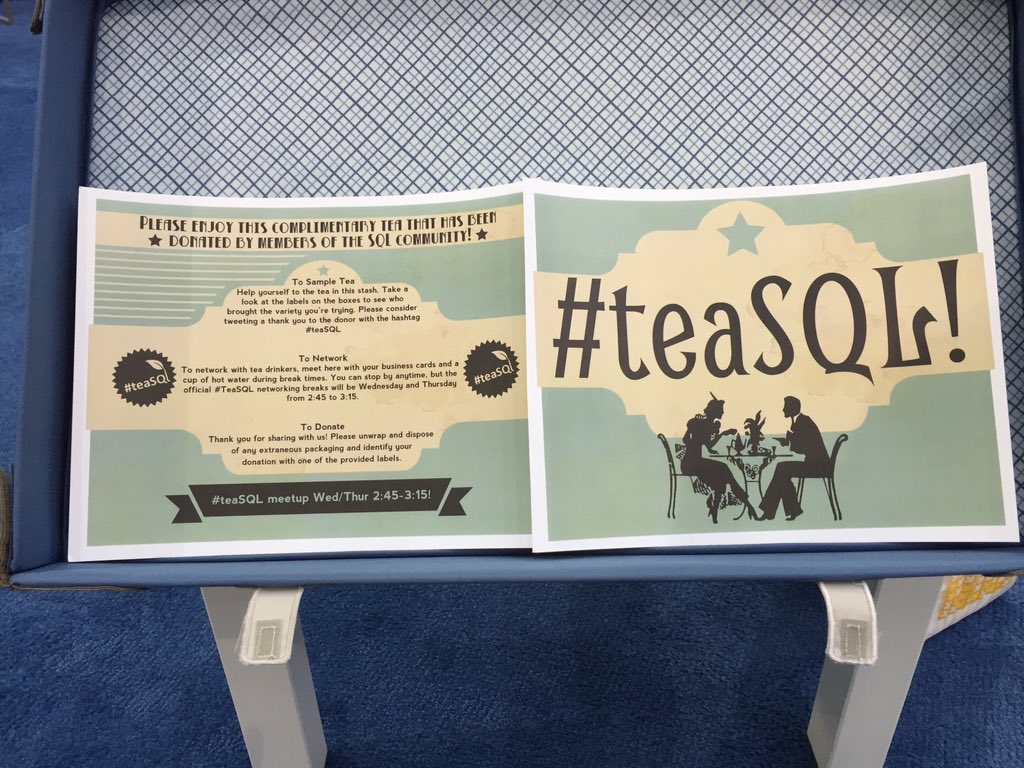 PLEASE ENJOY THIS COMPLIMENTARY TEA THAT HAS BEEN
DONATED BY MEMBERS OF THE SQL COMMUNITY!
To Sample Tea
Help yourself to the tea in this stash. Take a
look at the labels on the boxes to see who
brought the variety you're trying. Please consider
tweeting a thank you to the donor with the hashtag
#teaSQL
To Network
To network with tea drinkers, meet here with your business cards and a
cup of hot water during break times. You can stop by anytime, but the
official #TeaSQL networking breaks will be Wednesday and Thursday
from 2:45 to 3:15.
#teaSQL
#teaSQL
To Donate
Thank you for sharing with us! Please unwrap and dispose
of any extraneous packaging and identify your
donation with one of the provided labels.
#teaSQL meetup Wed/Thur 2:45-3:15!
#teaSQL!